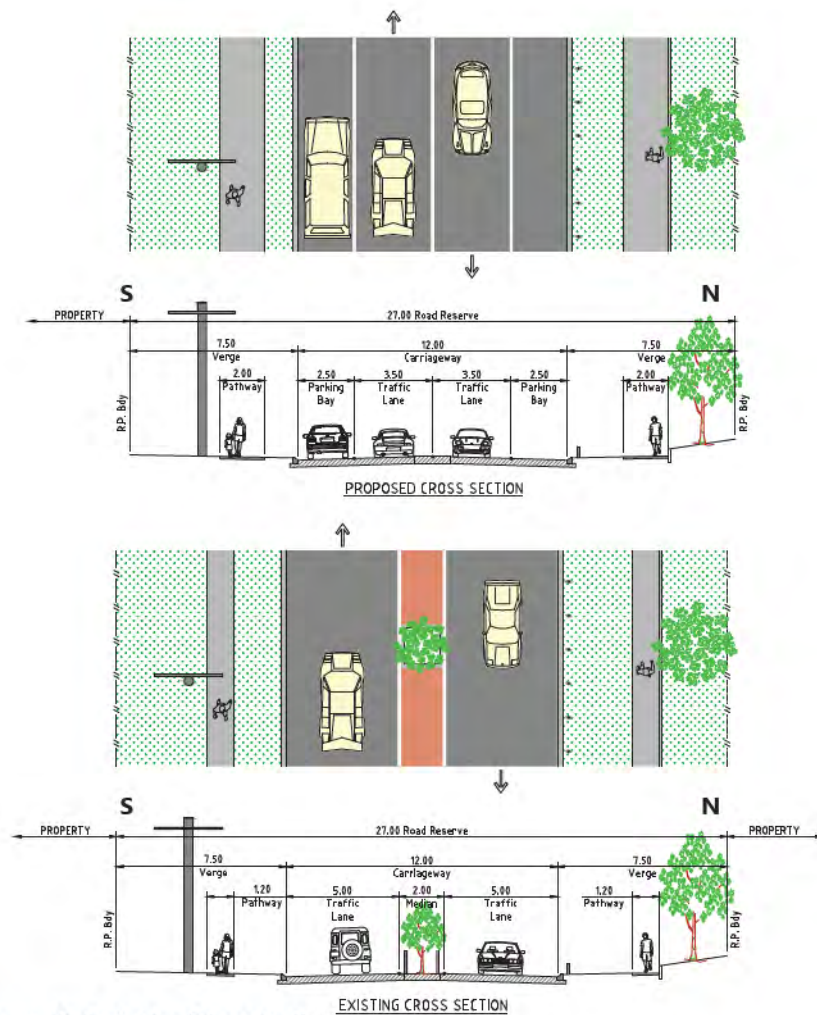 S
N
PROPERTY
27.00 Road Reserve
7.50
Verge
12.00
Carriageway
7.50
Verge
2.00
Pathway
2.50
Parking
Bay
3.50
Traffic
Lane
3.50
Traffic
Lane
2.50
Parking
Bay
2.00
Pathway
R.P. Bdy
R.P. Bdy
PROPOSED CROSS SECTION
S
N
PROPERTY
27.00 Road Reserve
PROPERTY
7.50
Verge
12.00
Carriageway
7.50
Verge
1.20
Pathway
5.00
Traffic
Lane
2.00
Median
5.00
Traffic
Lane
1.20
Pathway
R.P. Bdy
R.P. Bdy
EXISTING CROSS SECTION